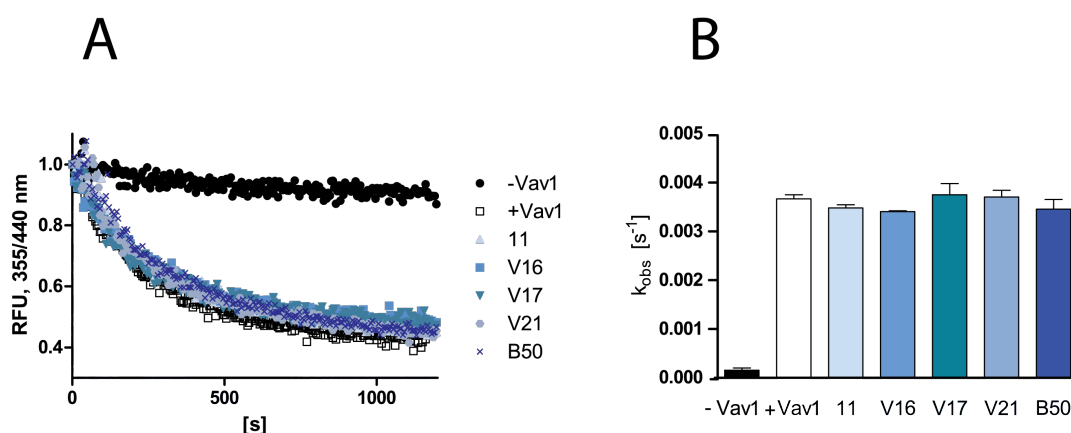 A
B
RFU, 355/440 nm
1.0
0.8
0.6
0.4
0
500
1000
[s]
-Vav1
+Vav1
11
V16
V17
V21
B50
k_obs [s⁻¹]
0.005
0.004
0.003
0.002
0.001
0.000
- Vav1 +Vav1 11 V16 V17 V21 B50